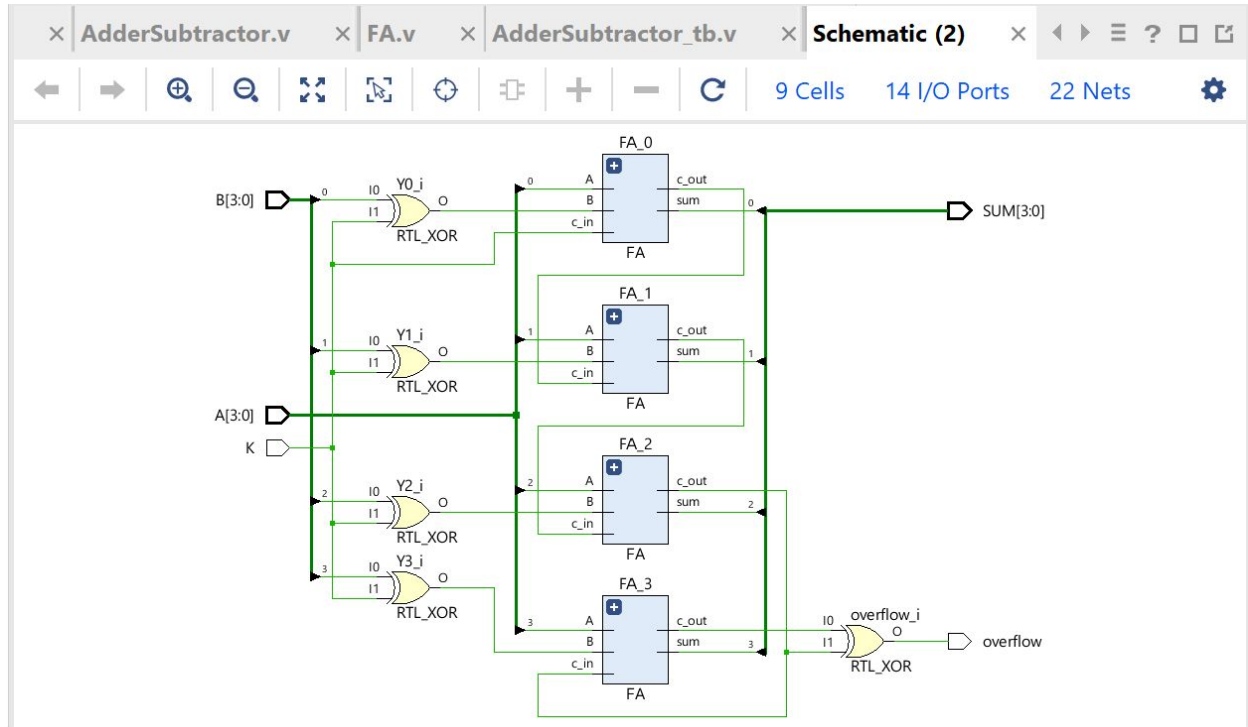 AdderSubtractor.v FA.v AdderSubtractor_tb.v Schematic (2)
9 Cells 14 I/O Ports 22 Nets
FA_0
B[3:0] 0 I0 Y0_i O 0 A c_out
I1 B sum 0 SUM[3:0]
RTL_XOR c_in
FA
FA_1
1 I0 Y1_i O 1 A c_out
I1 B sum 1
RTL_XOR c_in
FA
A[3:0]
K
FA_2
2 I0 Y2_i O 2 A c_out
I1 B sum 2
RTL_XOR c_in
FA
3 I0 Y3_i O
I1
RTL_XOR
FA_3
3 A c_out I0 overflow_i O overflow
B sum 3 I1
c_in RTL_XOR
FA